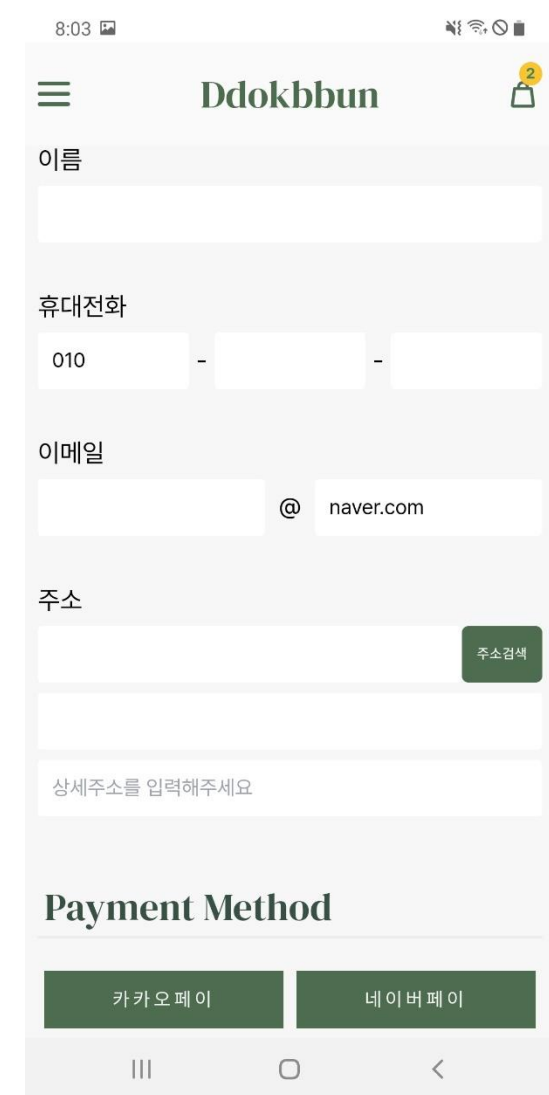 8:03
Ddokbbun
2
이름
휴대전화
010 - -
이메일
@ naver.com
주소
주소검색
상세주소를 입력해주세요
Payment Method
카카오페이 네이버페이